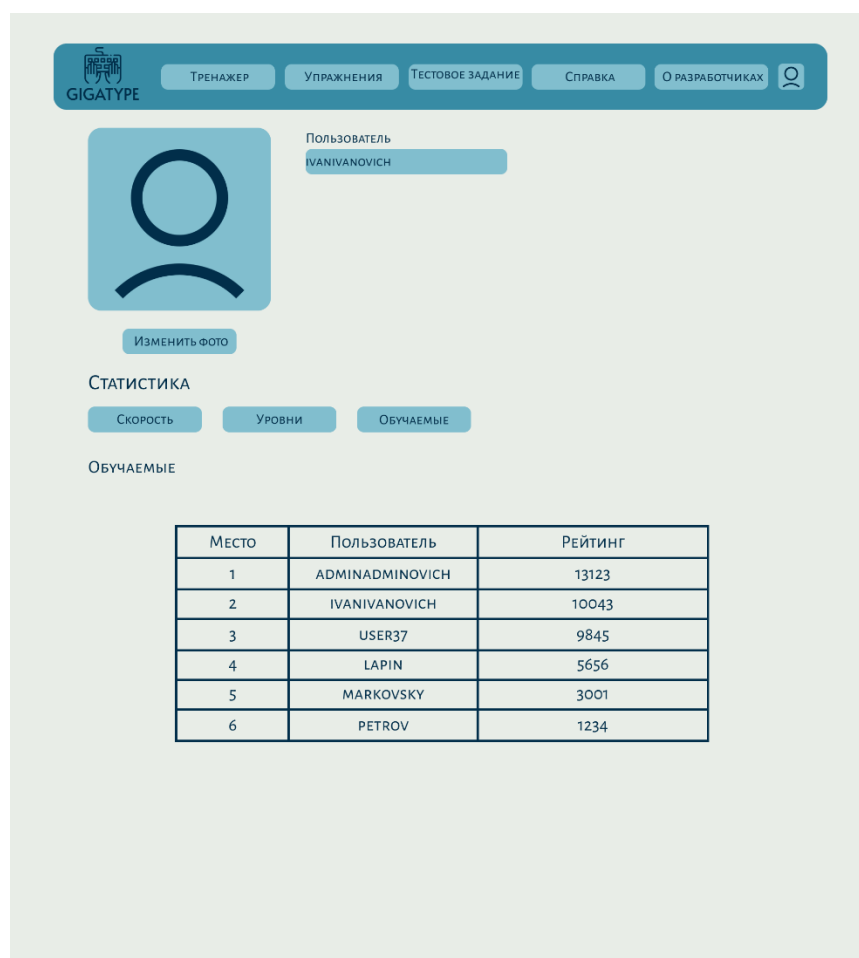 GIGATYPE
Тренажер Упражнения Тестовое задание Справка О разработчиках
Пользователь
IVANIVANOVICH
Изменить фото
Статистика
Скорость Уровни Обучаемые
Обучаемые
Место Пользователь Рейтинг
1 ADMINADMINOVICH 13123
2 IVANIVANOVICH 10043
3 USER37 9845
4 LAPIN 5656
5 MARKOVSKY 3001
6 PETROV 1234